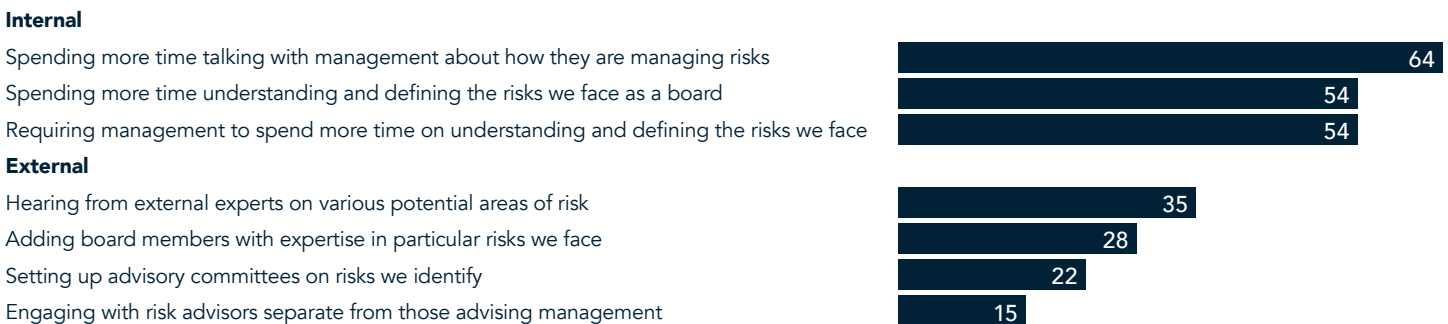 Internal
Spending more time talking with management about how they are managing risks 64
Spending more time understanding and defining the risks we face as a board 54
Requiring management to spend more time on understanding and defining the risks we face 54
External
Hearing from external experts on various potential areas of risk 35
Adding board members with expertise in particular risks we face 28
Setting up advisory committees on risks we identify 22
Engaging with risk advisors separate from those advising management 15